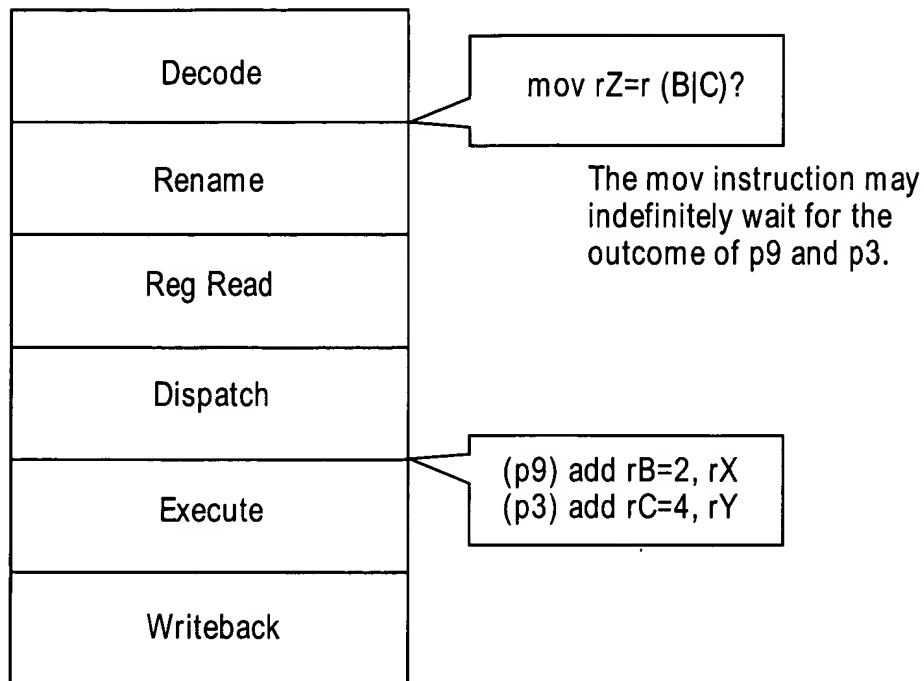 Decode
mov rZ=r (B|C)?
Rename
The mov instruction may
indefinitely wait for the
outcome of p9 and p3.
Reg Read
Dispatch
(p9) add rB=2, rX
(p3) add rC=4, rY
Execute
Writeback